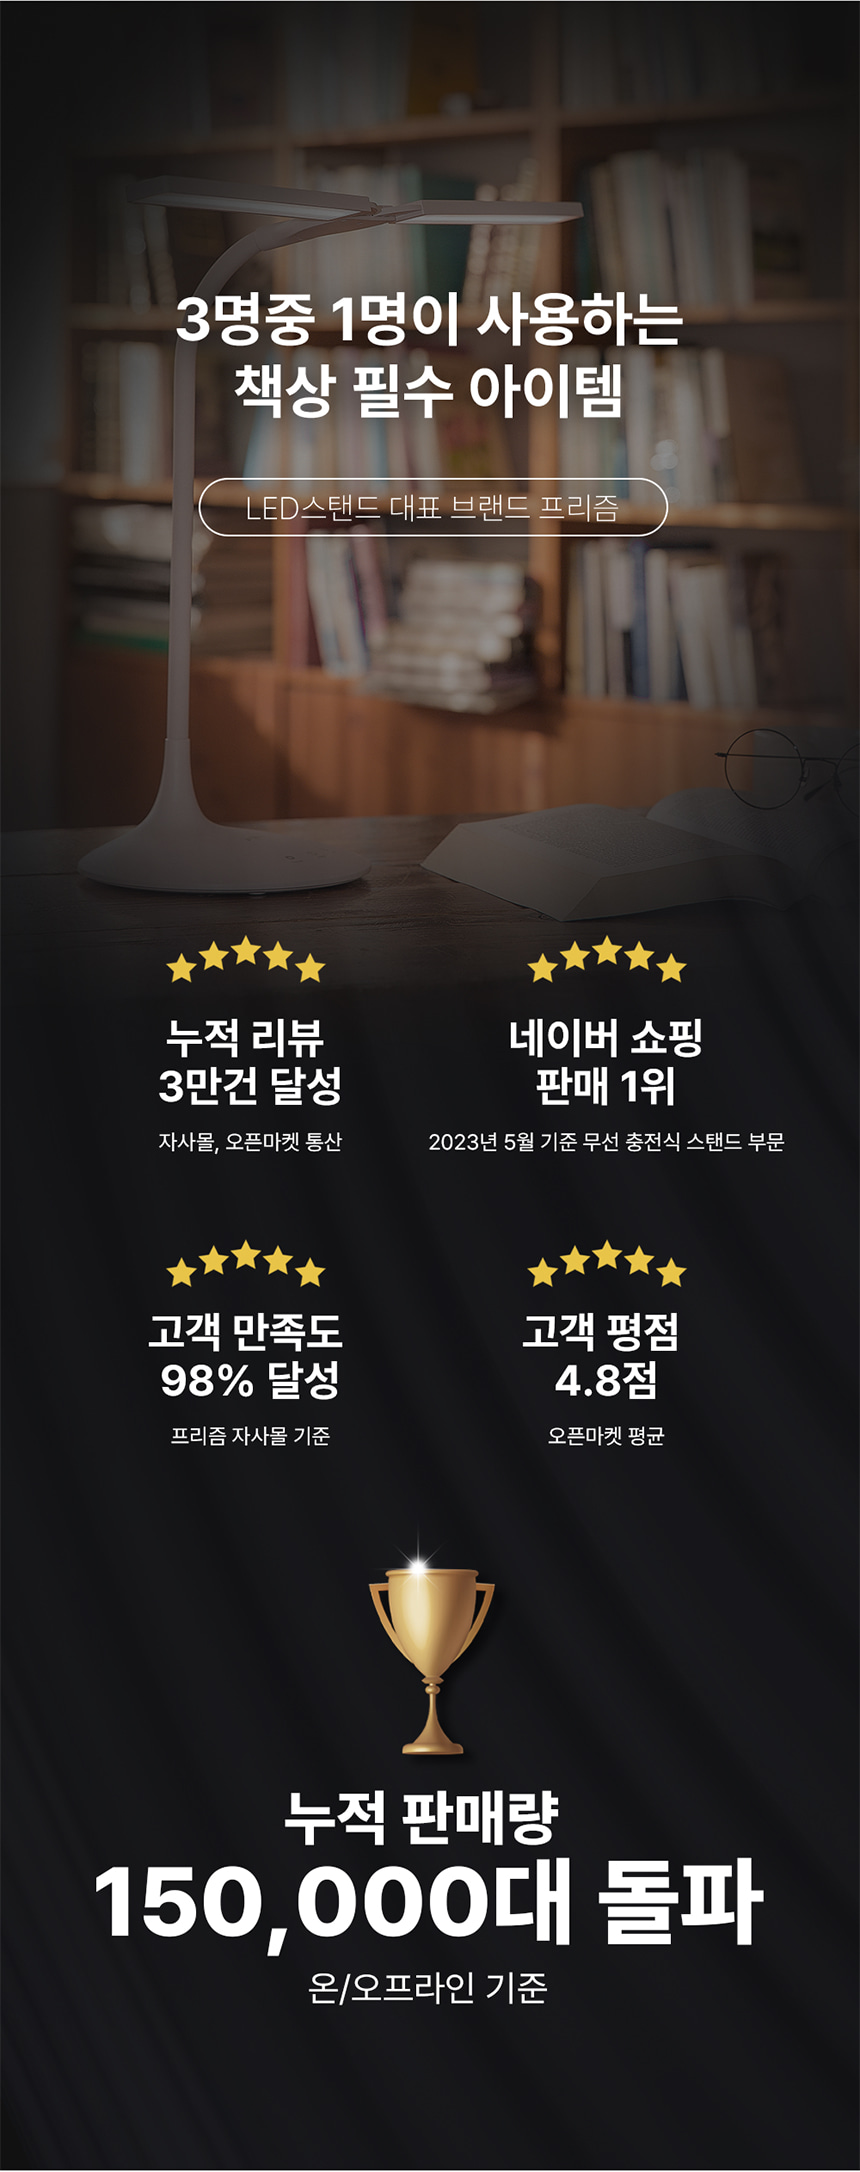 3명중 1명이 사용하는
책상 필수 아이템
LED스탠드 대표 브랜드 프리즘
누적 리뷰
3만건 달성
자사몰, 오픈마켓 통산
네이버 쇼핑
판매 1위
2023년 5월 기준 무선 충전식 스탠드 부문
고객 만족도
98% 달성
프리즘 자사몰 기준
고객 평점
4.8점
오픈마켓 평균
누적 판매량
150,000대 돌파
온/오프라인 기준